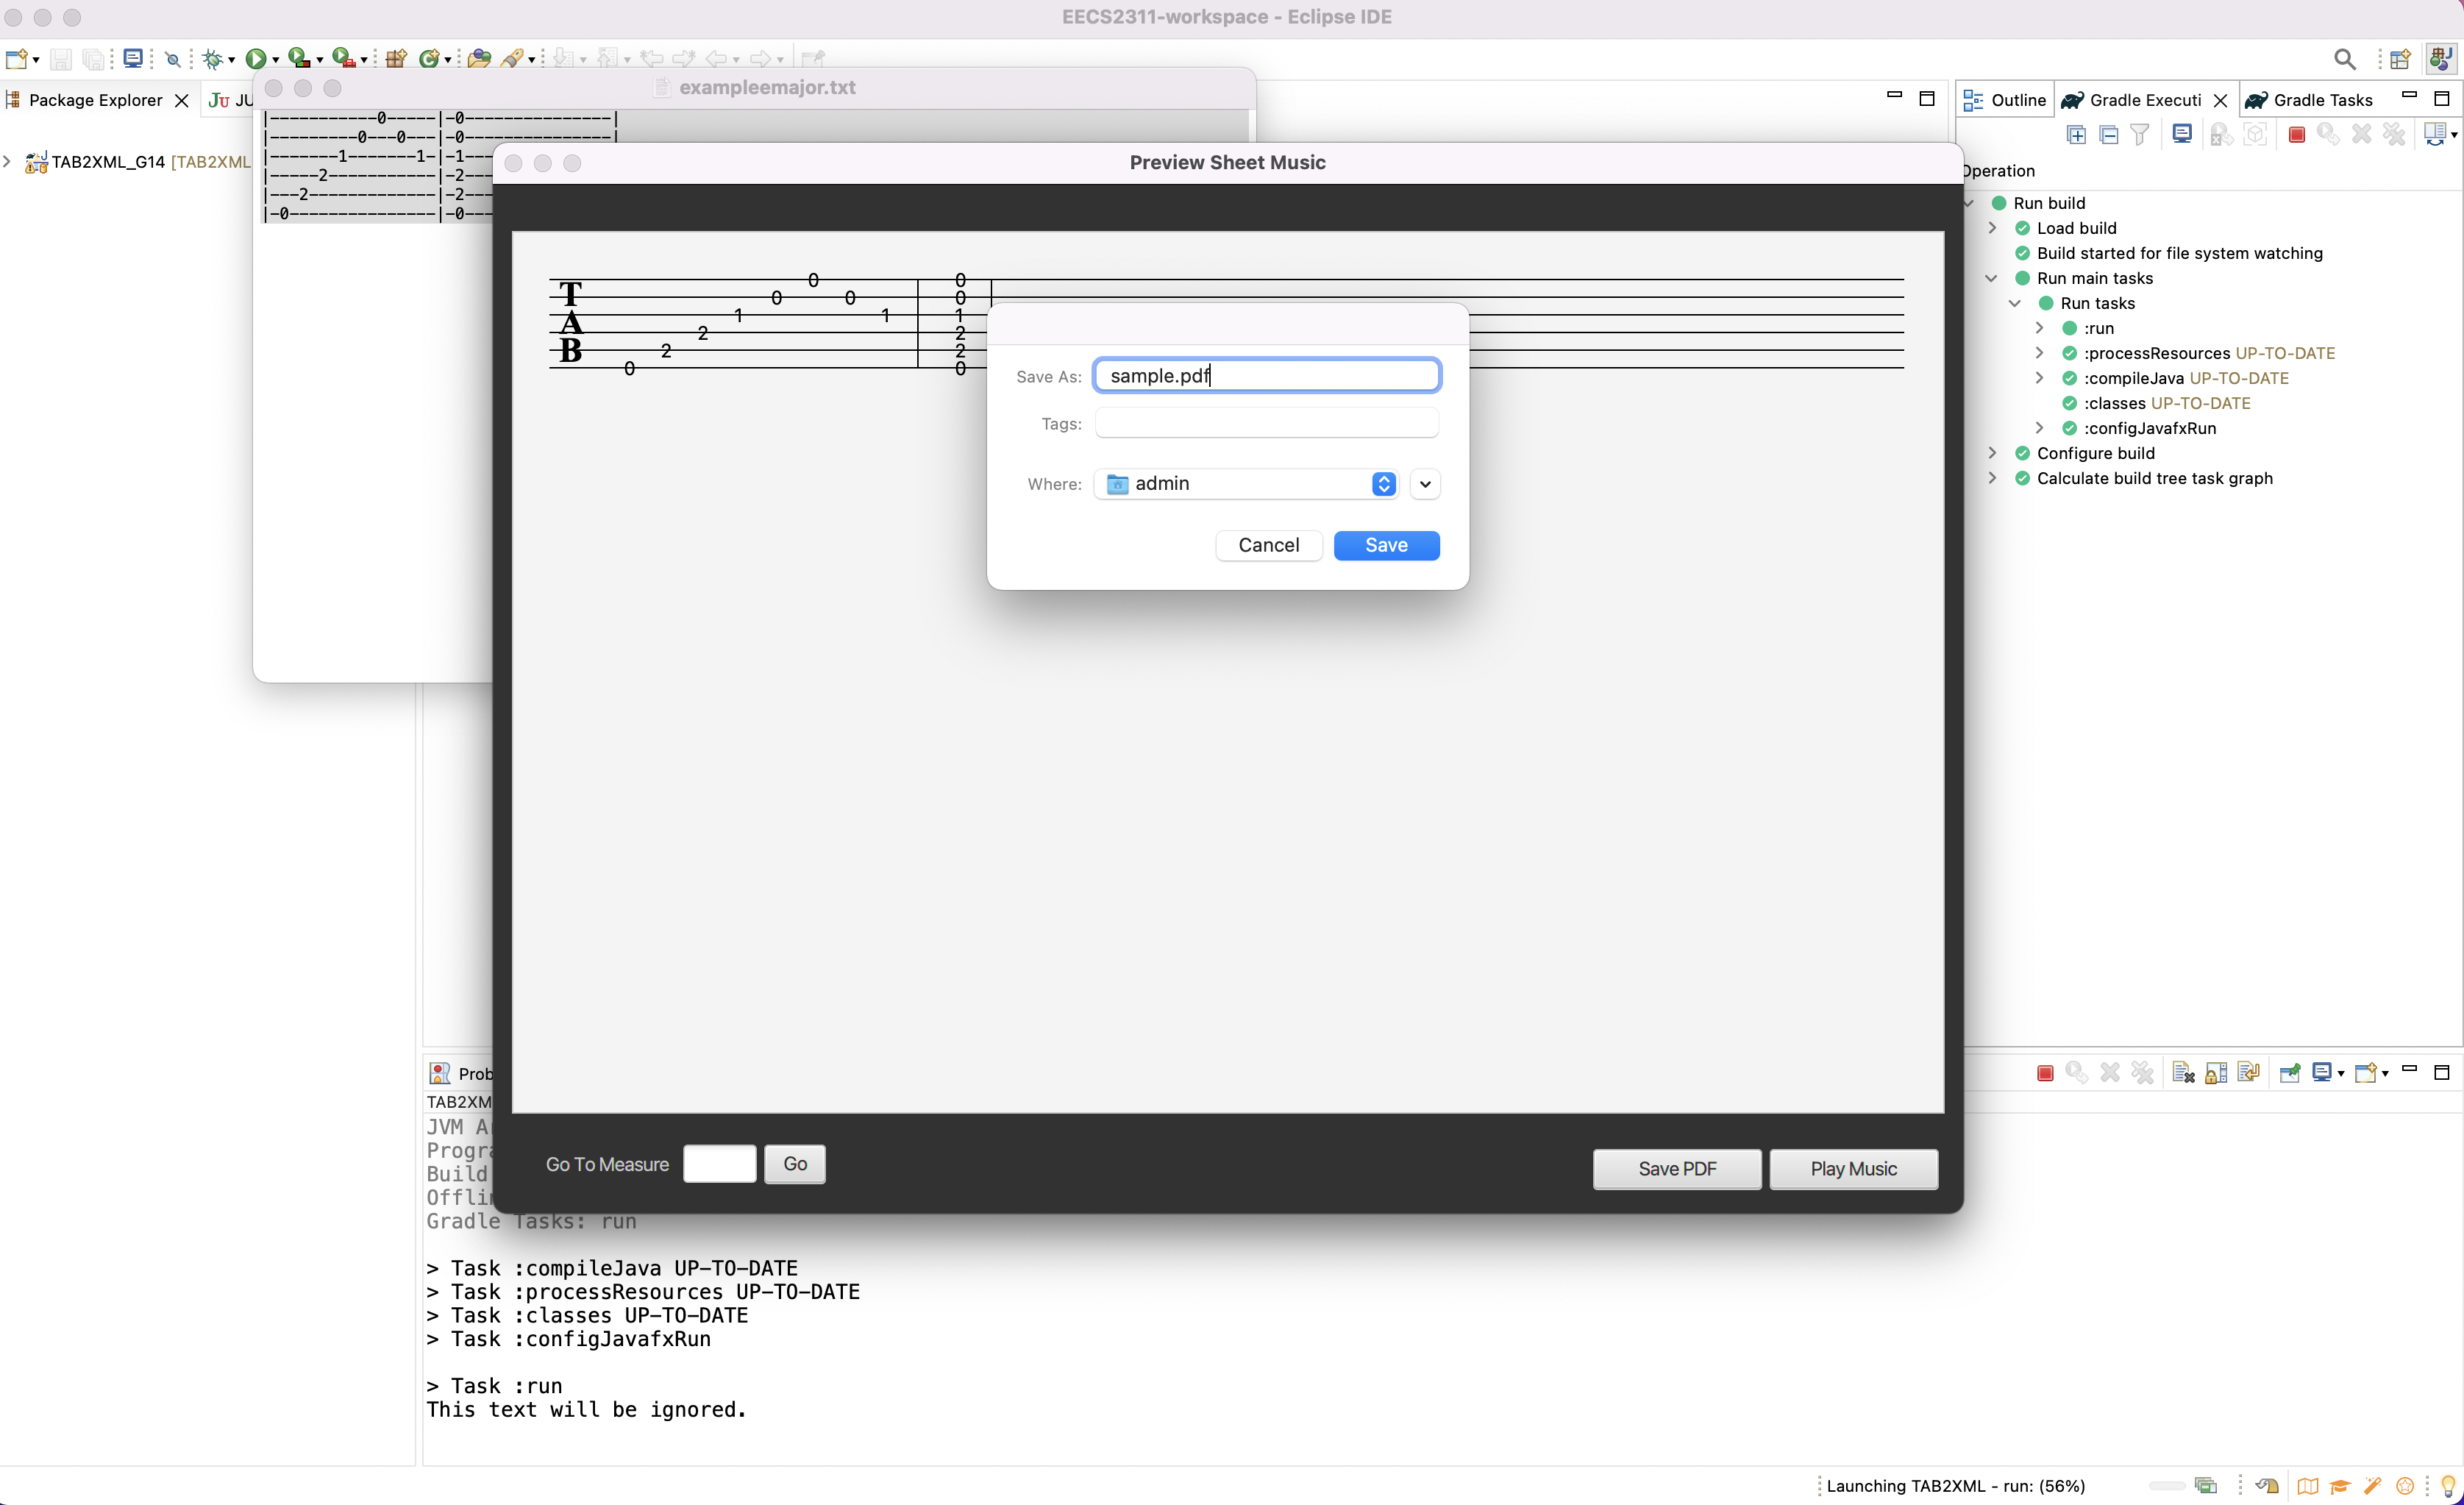 EECS2311-workspace - Eclipse IDE
Package Explorer
Ju JU
TAB2XML_G14 [TAB2XML
exampleemajor.txt
|-----------0-----|-0---------------|
|---------0---0---|-0---------------|
|-------1-------1-|-1
|-----2-----------|-2
|---2-------------|-2
|-0---------------|-0
Preview Sheet Music
T
A
B
0 2 2 1 0 0 0 1
0
0
1
2
2
0
Save As: sample.pdf
Tags:
Where: admin
Cancel Save
Go To Measure Go
Save PDF Play Music
Outline Gradle Executi Gradle Tasks
Operation
Run build
Load build
Build started for file system watching
Run main tasks
Run tasks
:run
:processResources UP-TO-DATE
:compileJava UP-TO-DATE
:classes UP-TO-DATE
:configJavafxRun
Configure build
Calculate build tree task graph
Prob
TAB2XM
JVM A
Progra
Build
Offli
Gradle Tasks: run
> Task :compileJava UP-TO-DATE
> Task :processResources UP-TO-DATE
> Task :classes UP-TO-DATE
> Task :configJavafxRun
> Task :run
This text will be ignored.
Launching TAB2XML - run: (56%)